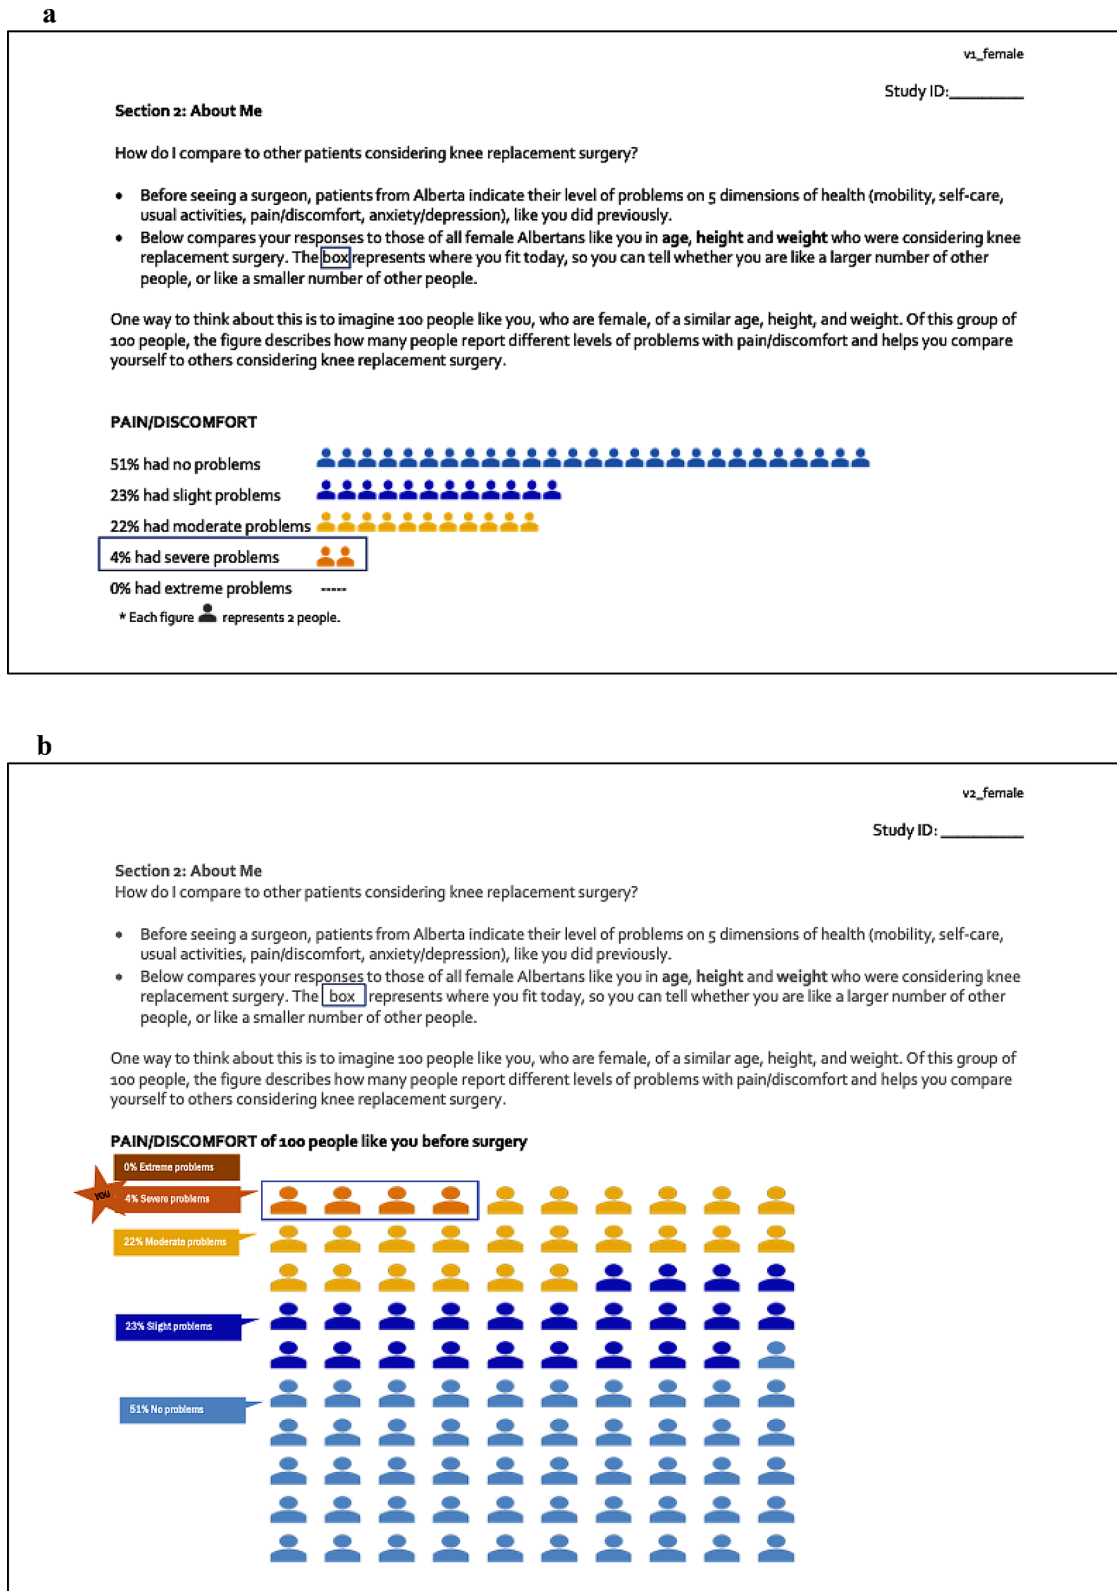 a
v1_female
Study ID:_________
Section 2: About Me
How do I compare to other patients considering knee replacement surgery?
• Before seeing a surgeon, patients from Alberta indicate their level of problems on 5 dimensions of health (mobility, self-care,
usual activities, pain/discomfort, anxiety/depression), like you did previously.
• Below compares your responses to those of all female Albertans like you in age, height and weight who were considering knee
replacement surgery. The box represents where you fit today, so you can tell whether you are like a larger number of other
people, or like a smaller number of other people.
One way to think about this is to imagine 100 people like you, who are female, of a similar age, height, and weight. Of this group of
100 people, the figure describes how many people report different levels of problems with pain/discomfort and helps you compare
yourself to others considering knee replacement surgery.
PAIN/DISCOMFORT
51% had no problems
23% had slight problems
22% had moderate problems
4% had severe problems
0% had extreme problems -----
* Each figure represents 2 people.
b
v2_female
Study ID: __________
Section 2: About Me
How do I compare to other patients considering knee replacement surgery?
• Before seeing a surgeon, patients from Alberta indicate their level of problems on 5 dimensions of health (mobility, self-care,
usual activities, pain/discomfort, anxiety/depression), like you did previously.
• Below compares your responses to those of all female Albertans like you in age, height and weight who were considering knee
replacement surgery. The box represents where you fit today, so you can tell whether you are like a larger number of other
people, or like a smaller number of other people.
One way to think about this is to imagine 100 people like you, who are female, of a similar age, height, and weight. Of this group of
100 people, the figure describes how many people report different levels of problems with pain/discomfort and helps you compare
yourself to others considering knee replacement surgery.
PAIN/DISCOMFORT of 100 people like you before surgery
0% Extreme problems
YOU
4% Severe problems
22% Moderate problems
23% Slight problems
51% No problems